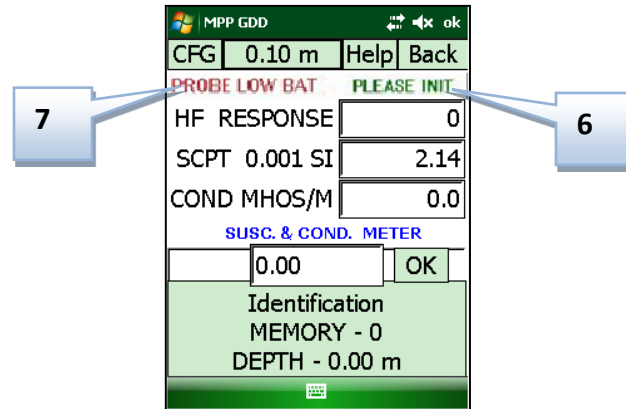 MPP GDD ok
CFG 0.10 m Help Back
PROBE LOW BAT PLEASE INIT
7
6
HF RESPONSE 0
SCPT 0.001 SI 2.14
COND MHOS/M 0.0
SUSC. & COND. METER
0.00 OK
Identification
MEMORY - 0
DEPTH - 0.00 m